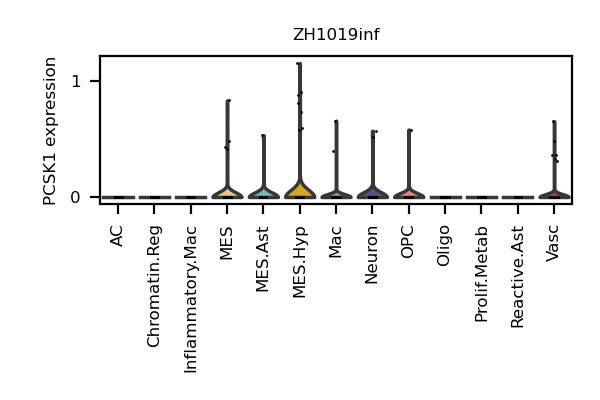 ZH1019inf
PCSK1 expression
1
0
AC
Chromatin.Reg
Inflammatory.Mac
MES
MES.Ast
MES.Hyp
Mac
Neuron
OPC
Oligo
Prolif.Metab
Reactive.Ast
Vasc